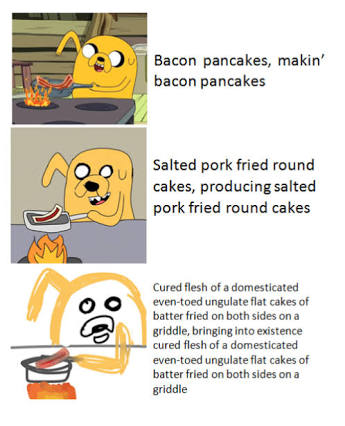 Bacon pancakes, makin’
bacon pancakes
Salted pork fried round
cakes, producing salted
pork fried round cakes
Cured flesh of a domesticated
even-toed ungulate flat cakes of
batter fried on both sides on a
griddle, bringing into existence
cured flesh of a domesticated
even-toed ungulate flat cakes of
batter fried on both sides on a
griddle